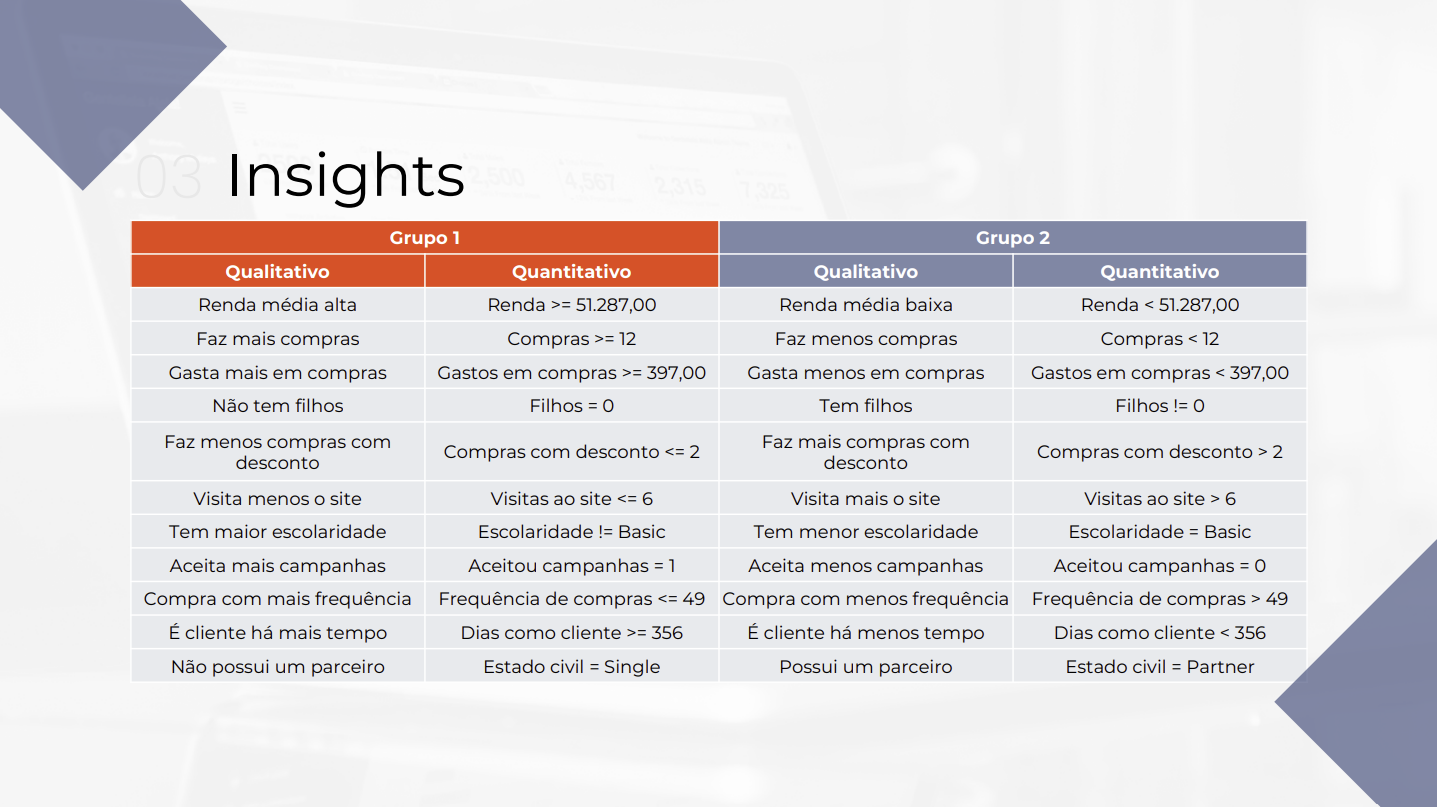 03 Insights
2,500 4,567 2,315 7,325
Grupo 1 Grupo 2
Qualitativo Quantitativo Qualitativo Quantitativo
Renda média alta Renda >= 51.287,00 Renda média baixa Renda < 51.287,00
Faz mais compras Compras >= 12 Faz menos compras Compras < 12
Gasta mais em compras Gastos em compras >= 397,00 Gasta menos em compras Gastos em compras < 397,00
Não tem filhos Filhos = 0 Tem filhos Filhos != 0
Faz menos compras com desconto Compras com desconto <= 2 Faz mais compras com desconto Compras com desconto > 2
Visita menos o site Visitas ao site <= 6 Visita mais o site Visitas ao site > 6
Tem maior escolaridade Escolaridade != Basic Tem menor escolaridade Escolaridade = Basic
Aceita mais campanhas Aceitou campanhas = 1 Aceita menos campanhas Aceitou campanhas = 0
Compra com mais frequência Frequência de compras <= 49 Compra com menos frequência Frequência de compras > 49
É cliente há mais tempo Dias como cliente >= 356 É cliente há menos tempo Dias como cliente < 356
Não possui um parceiro Estado civil = Single Possui um parceiro Estado civil = Partner